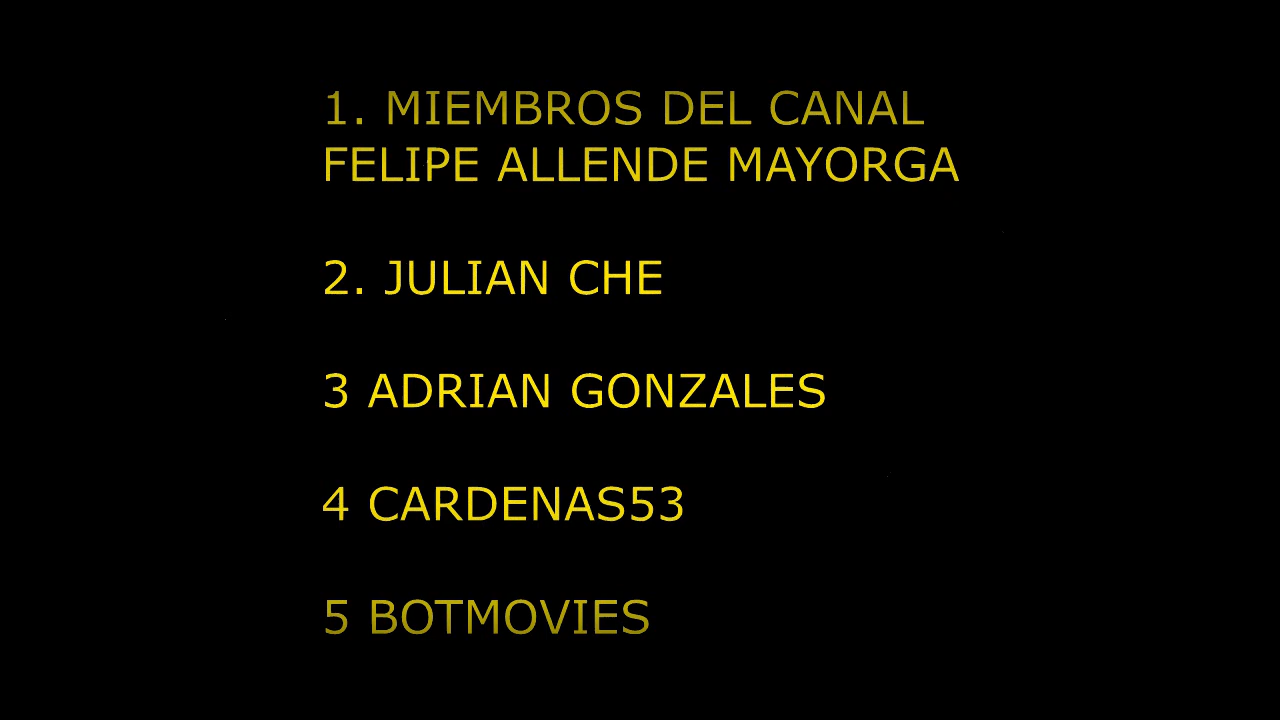 1. MIEMBROS DEL CANAL
FELIPE ALLENDE MAYORGA
2. JULIAN CHE
3 ADRIAN GONZALES
4 CARDENAS53
5 BOTMOVIES